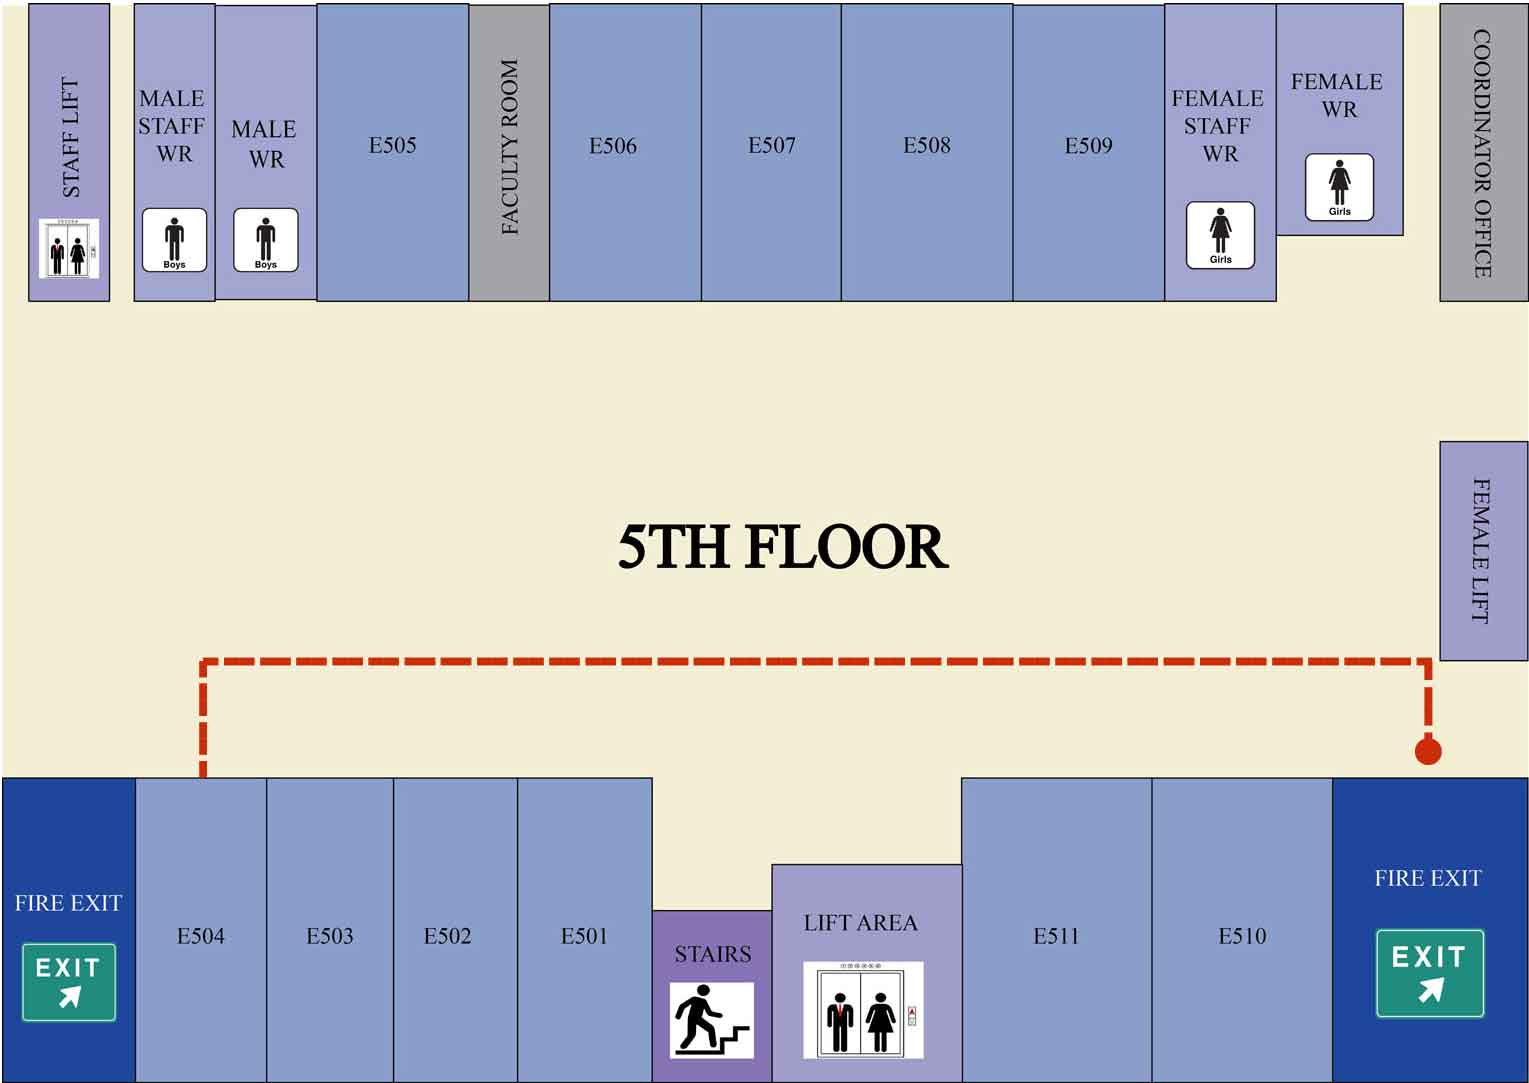 STAFF LIFT
MALE
STAFF
WR
Boys
MALE
WR
Boys
E505
FACULTY ROOM
E506
E507
E508
E509
FEMALE
STAFF
WR
Girls
FEMALE
WR
Girls
COORDINATOR OFFICE
5TH FLOOR
FEMALE LIFT
FIRE EXIT
EXIT
E504
E503
E502
E501
STAIRS
LIFT AREA
E511
E510
FIRE EXIT
EXIT